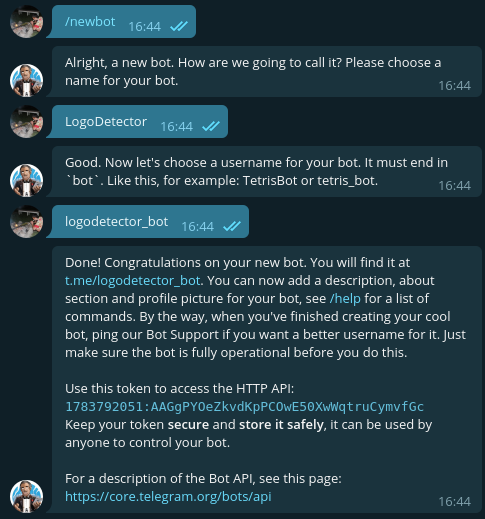 /newbot 16:44
Alright, a new bot. How are we going to call it? Please choose a
name for your bot. 16:44
LogoDetector 16:44
Good. Now let's choose a username for your bot. It must end in
`bot`. Like this, for example: TetrisBot or tetris_bot. 16:44
logodetector_bot 16:44
Done! Congratulations on your new bot. You will find it at
t.me/logodetector_bot. You can now add a description, about
section and profile picture for your bot, see /help for a list of
commands. By the way, when you've finished creating your cool
bot, ping our Bot Support if you want a better username for it. Just
make sure the bot is fully operational before you do this.
Use this token to access the HTTP API:
1783792051:AAGgPYOeZkvdKpPCOwE50XwWqtruCymvfGc
Keep your token secure and store it safely, it can be used by
anyone to control your bot.
For a description of the Bot API, see this page:
https://core.telegram.org/bots/api 16:44